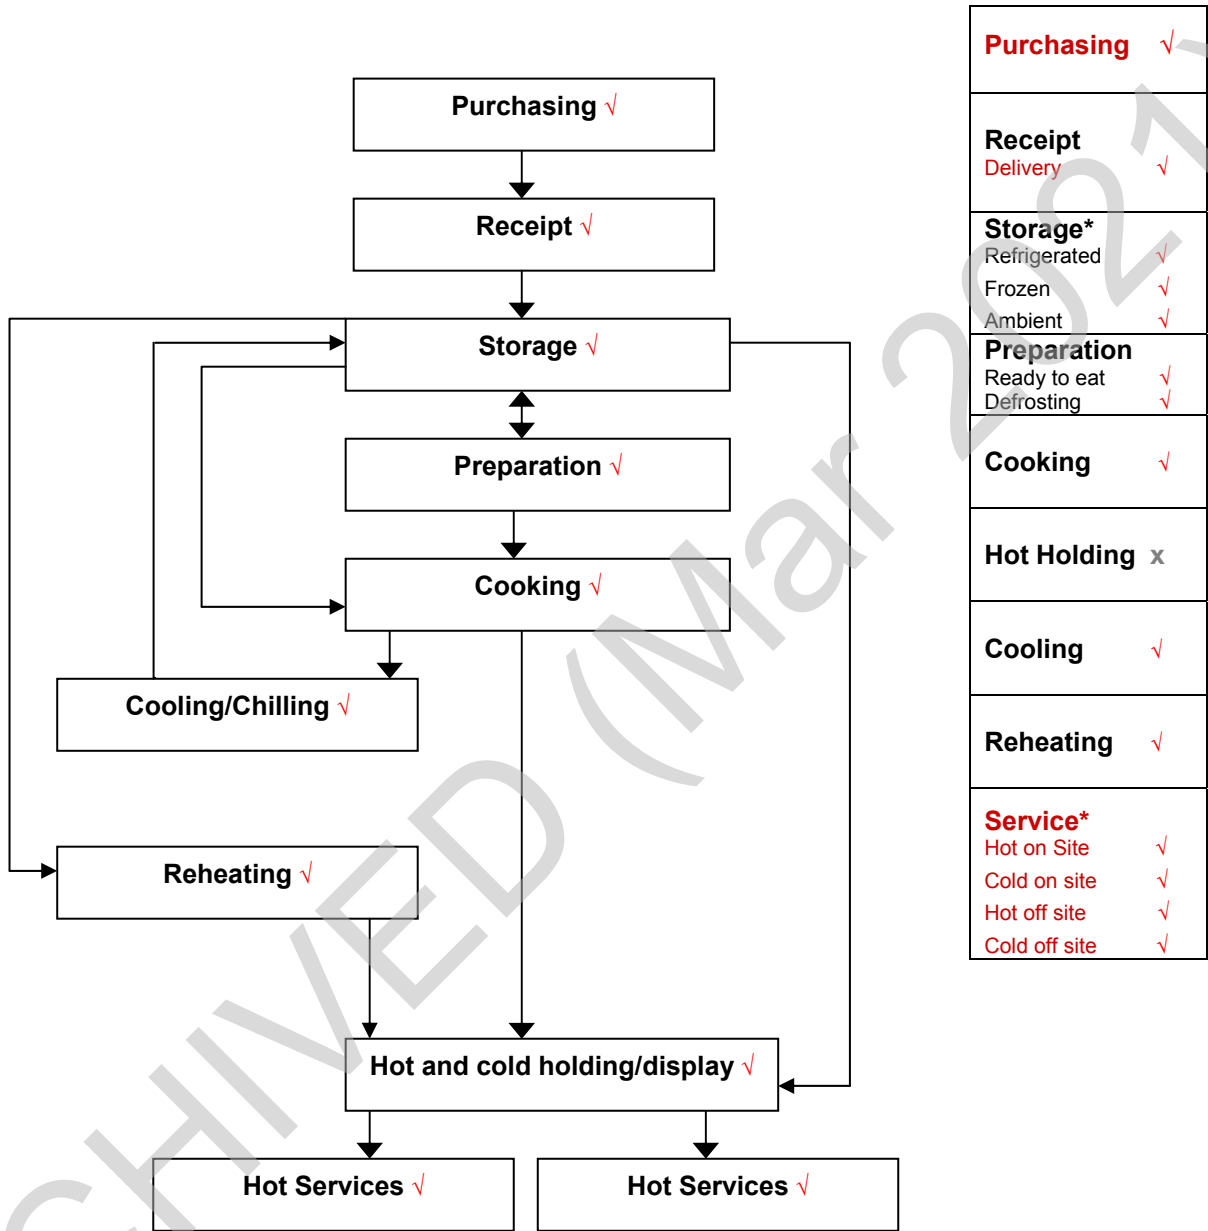 Purchasing √
Receipt √
Storage √
Preparation √
Cooking √
Cooling/Chilling √
Reheating √
Hot and cold holding/display √
Hot Services √
Hot Services √
Purchasing √
Receipt
Delivery √
Storage*
Refrigerated √
Frozen √
Ambient √
Preparation
Ready to eat √
Defrosting √
Cooking √
Hot Holding x
Cooling √
Reheating √
Service*
Hot on Site √
Cold on site √
Hot off site √
Cold off site √
CHIVED (Mar 2021)